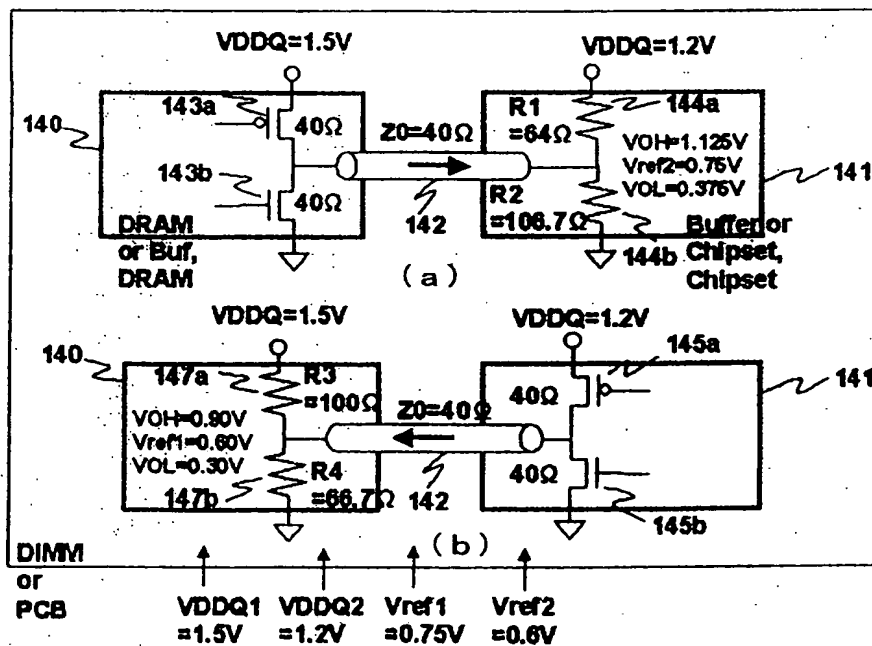 VDDQ=1.5V
VDDQ=1.2V
143a
140
40Ω
Z0=40Ω
R1
=64Ω
144a
VOH=1.125V
Vref2=0.75V
VOL=0.375V
143b
40Ω
142
R2
=106.7Ω
141
DRAM
or Buf,
DRAM
144b
Buffer or
Chipset,
Chipset
(a)
VDDQ=1.5V
VDDQ=1.2V
140
147a
R3
=100Ω
145a
141
VOH=0.90V
Vref1=0.60V
VOL=0.30V
Z0=40Ω
40Ω
147b
R4
=66.7Ω
142
40Ω
145b
(b)
DIMM
or
PCB
VDDQ1
=1.5V
VDDQ2
=1.2V
Vref1
=0.75V
Vref2
=0.6V